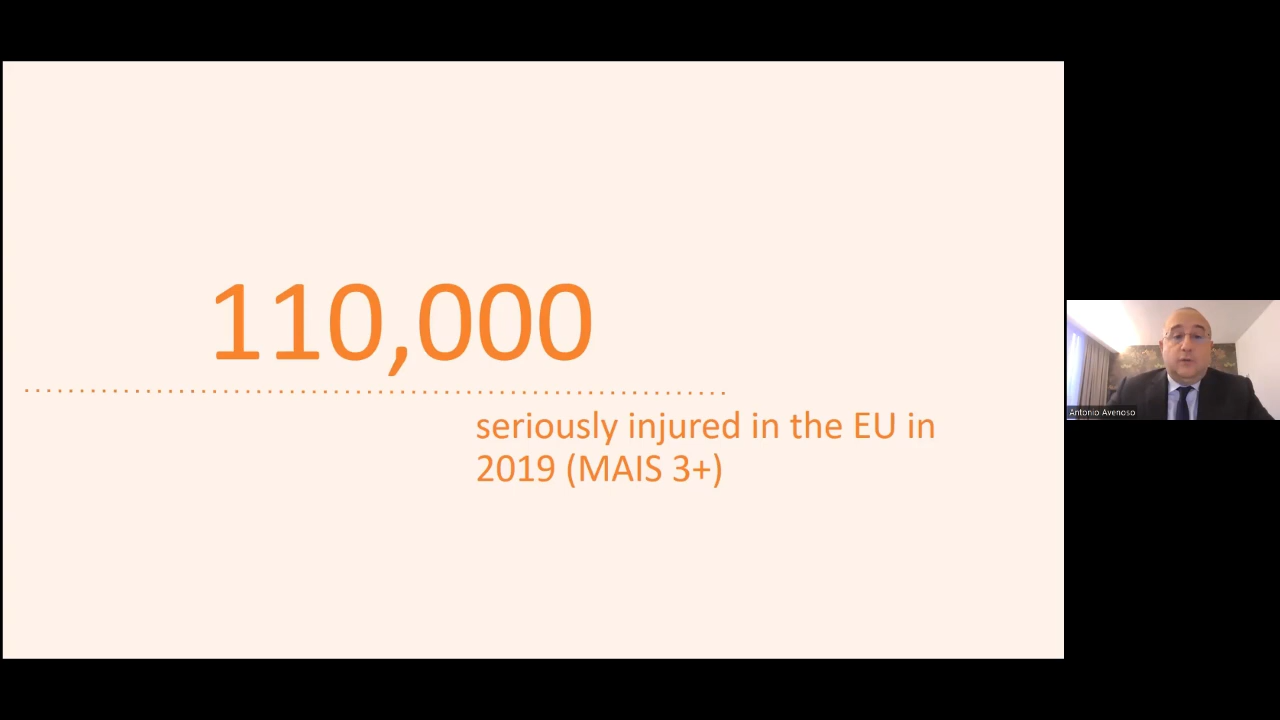 110,000
seriously injured in the EU in
2019 (MAIS 3+)
Antonio Avenoso